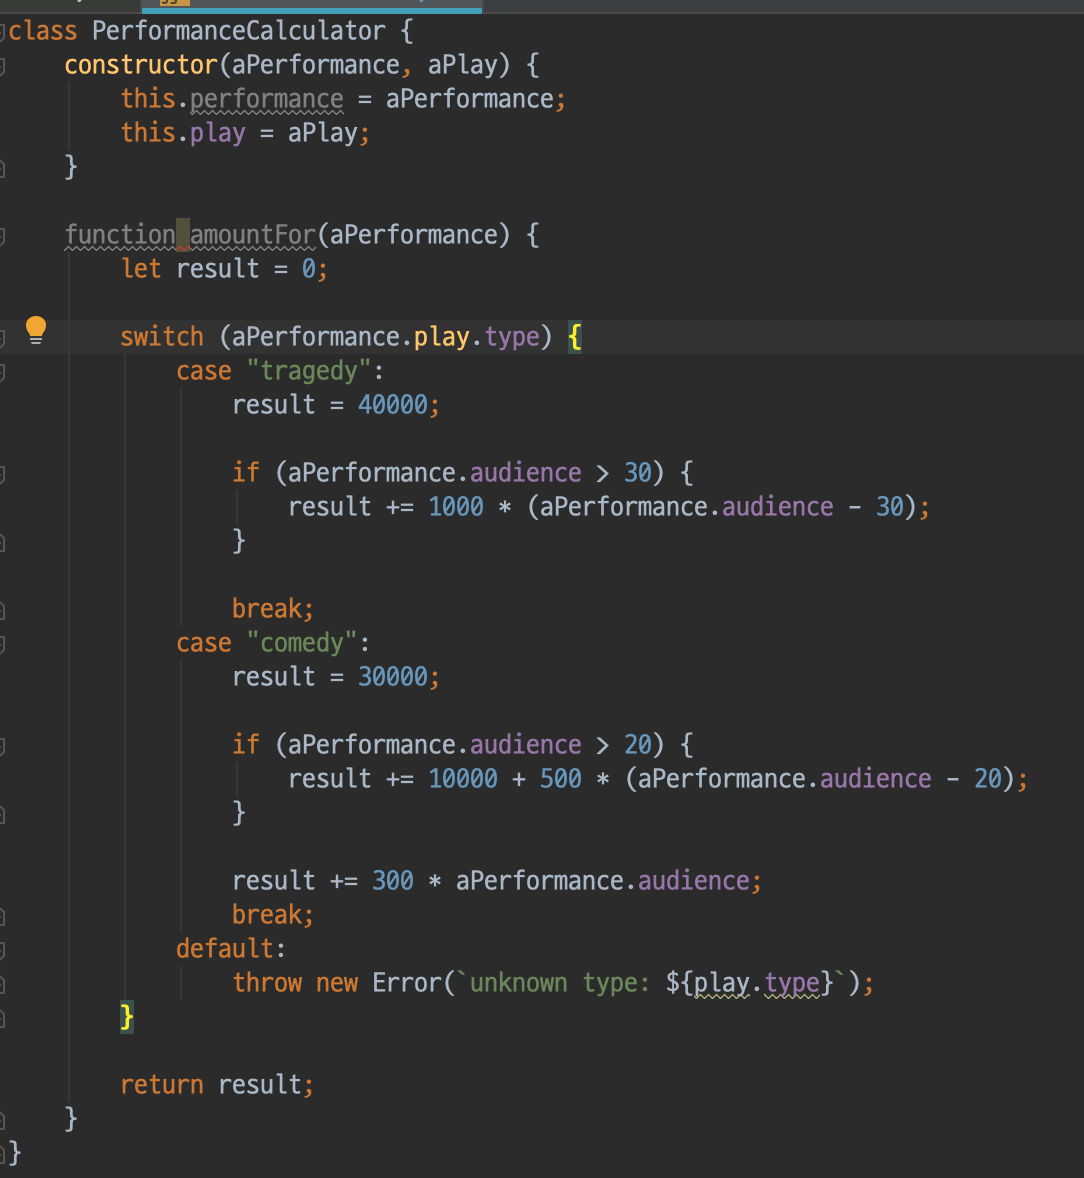 class PerformanceCalculator {
    constructor(aPerformance, aPlay) {
        this.performance = aPerformance;
        this.play = aPlay;
    }

    function amountFor(aPerformance) {
        let result = 0;

        switch (aPerformance.play.type) {
            case "tragedy":
                result = 40000;

                if (aPerformance.audience > 30) {
                    result += 1000 * (aPerformance.audience - 30);
                }

                break;
            case "comedy":
                result = 30000;

                if (aPerformance.audience > 20) {
                    result += 10000 + 500 * (aPerformance.audience - 20);
                }

                result += 300 * aPerformance.audience;
                break;
            default:
                throw new Error(`unknown type: ${play.type}`);
        }

        return result;
    }
}